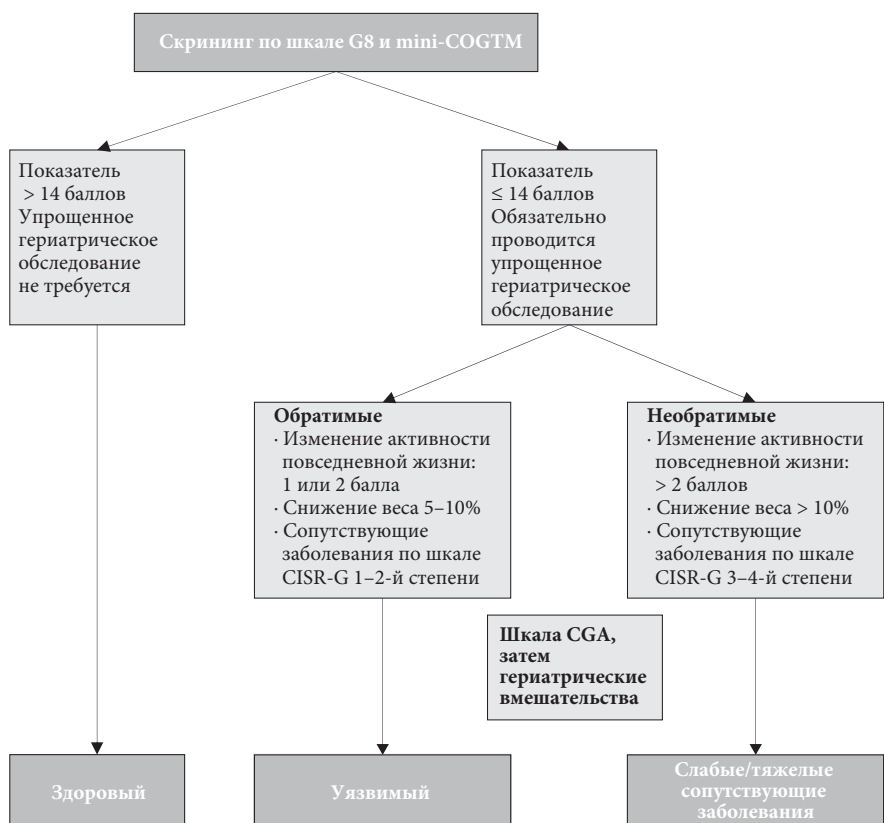 Скрининг по шкале G8 и mini-COGTM
Показатель
> 14 баллов
Упрощенное
гериатрическое
обследование
не требуется
Показатель
≤ 14 баллов
Обязательно
проводится
упрощенное
гериатрическое
обследование
Обратимые
· Изменение активности
повседневной жизни:
1 или 2 балла
· Снижение веса 5–10%
· Сопутствующие
заболевания по шкале
CISR-G 1–2-й степени
Необратимые
· Изменение активности
повседневной жизни:
> 2 баллов
· Снижение веса > 10%
· Сопутствующие
заболевания по шкале
CISR-G 3–4-й степени
Шкала CGA,
затем
гериатрические
вмешательства
Здоровый
Уязвимый
Слабые/тяжелые
сопутствующие
заболевания